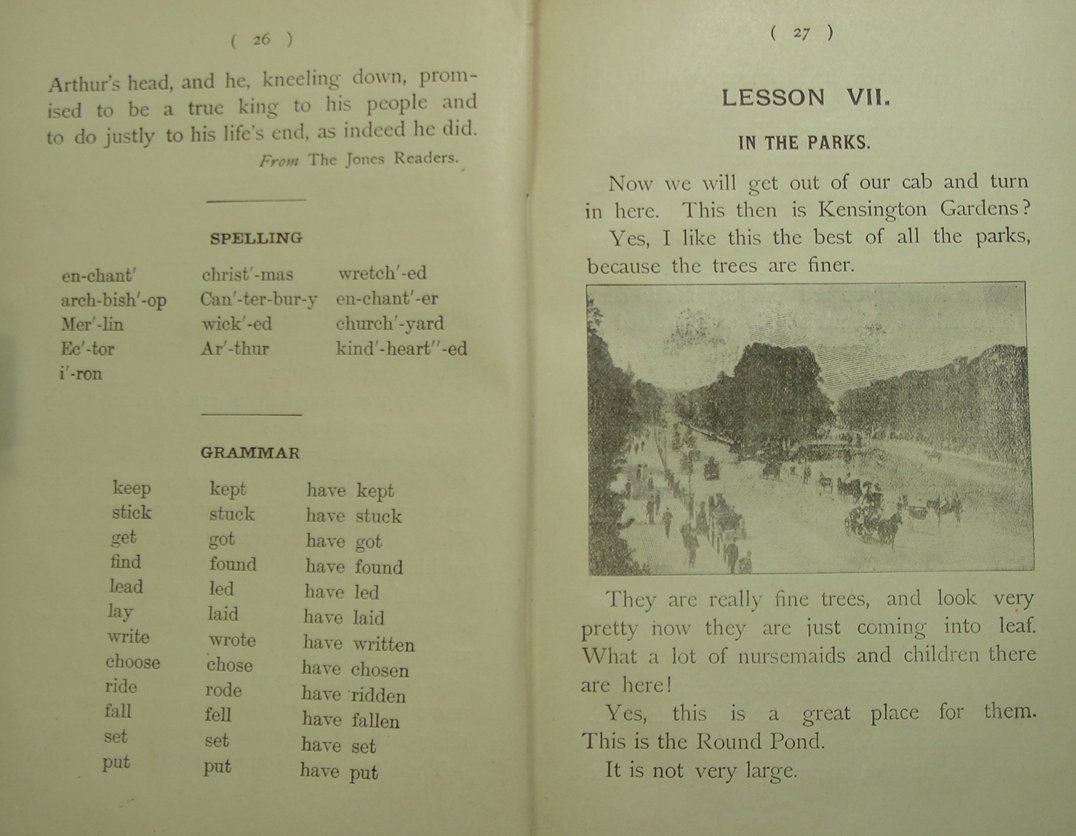 ( 26 )
Arthur's head, and he, kneeling down, prom-
ised to be a true king to his people and
to do justly to his life's end, as indeed he did.
From The Jones Readers.
SPELLING
en-chant′ christ′-mas wretch′-ed
arch-bish′-op Can′-ter-bur-y en-chant′-er
Mer′-lin wick′-ed church′-yard
Ec′-tor Ar′-thur kind′-heart″-ed
i′-ron
GRAMMAR
keep kept have kept
stick stuck have stuck
get got have got
find found have found
lead led have led
lay laid have laid
write wrote have written
choose chose have chosen
ride rode have ridden
fall fell have fallen
set set have set
put put have put
( 27 )
LESSON VII.
IN THE PARKS.
Now we will get out of our cab and turn
in here. This then is Kensington Gardens?
Yes, I like this the best of all the parks,
because the trees are finer.
They are really fine trees, and look very
pretty now they are just coming into leaf.
What a lot of nursemaids and children there
are here!
Yes, this is a great place for them.
This is the Round Pond.
It is not very large.